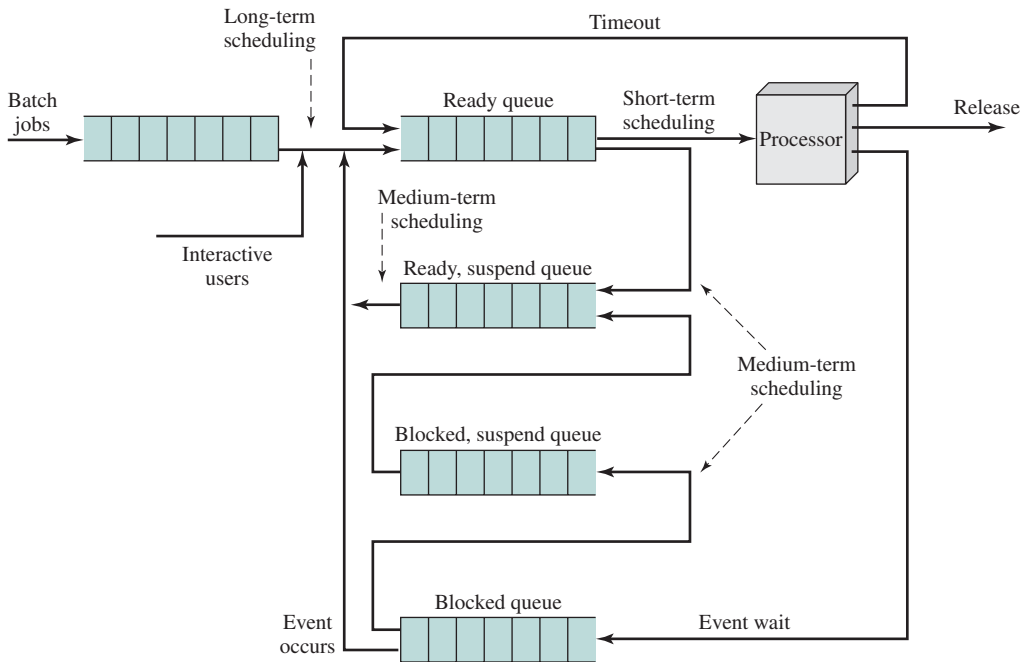 Long-term
scheduling
Timeout
Batch
jobs
Ready queue
Short-term
scheduling
Processor
Release
Medium-term
scheduling
Interactive
users
Ready, suspend queue
Medium-term
scheduling
Blocked, suspend queue
Blocked queue
Event
occurs
Event wait